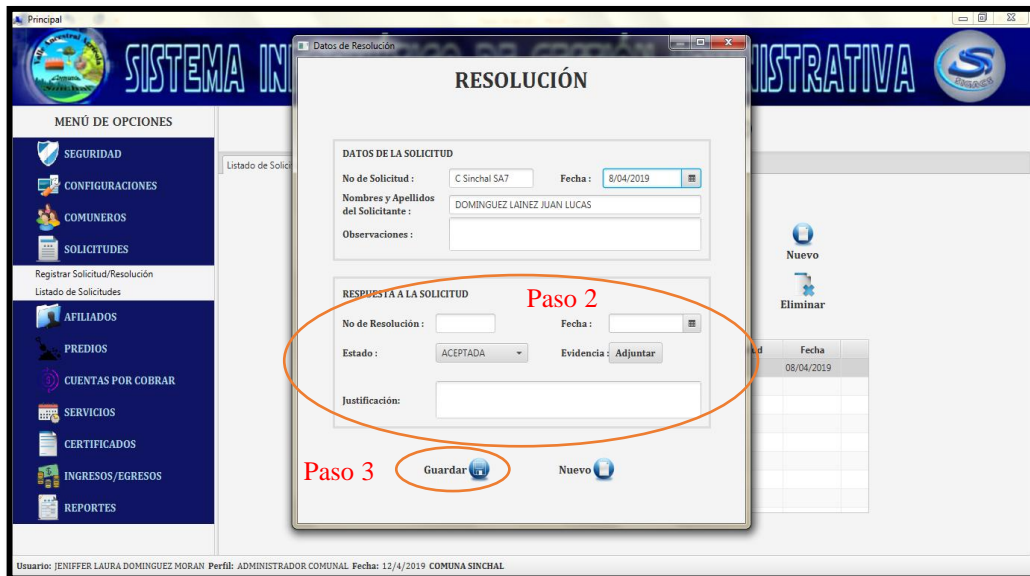 Principal
SISTEMA IN
ISTRATIVA
Datos de Resolución
RESOLUCIÓN
MENÚ DE OPCIONES
SEGURIDAD
CONFIGURACIONES
COMUNEROS
SOLICITUDES
Registrar Solicitud/Resolución
Listado de Solicitudes
AFILIADOS
PREDIOS
CUENTAS POR COBRAR
SERVICIOS
CERTIFICADOS
INGRESOS/EGRESOS
REPORTES
Listado de Solici
DATOS DE LA SOLICITUD
No de Solicitud : C Sinchal SA7 Fecha : 8/04/2019
Nombres y Apellidos
del Solicitante : DOMINGUEZ LAINEZ JUAN LUCAS
Observaciones :
RESPUESTA A LA SOLICITUD
Paso 2
No de Resolución : Fecha :
Estado : ACEPTADA Evidencia : Adjuntar
Justificación:
Paso 3
Guardar Nuevo
Nuevo
Eliminar
ud Fecha
08/04/2019
Usuario: JENIFFER LAURA DOMINGUEZ MORAN Perfil: ADMINISTRADOR COMUNAL Fecha: 12/4/2019 COMUNA SINCHAL